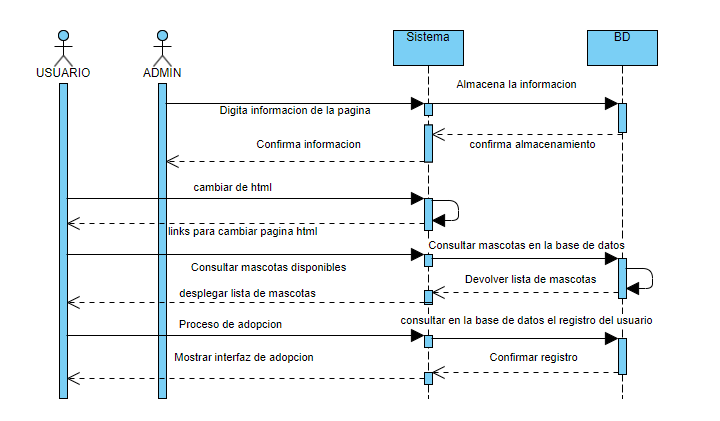 Sistema
BD
USUARIO
ADMIN
Almacena la informacion
Digita informacion de la pagina
Confirma informacion
confirma almacenamiento
cambiar de html
links para cambiar pagina html
Consultar mascotas en la base de datos
Consultar mascotas disponibles
Devolver lista de mascotas
desplegar lista de mascotas
Proceso de adopcion
consultar en la base de datos el registro del usuario
Mostrar interfaz de adopcion
Confirmar registro